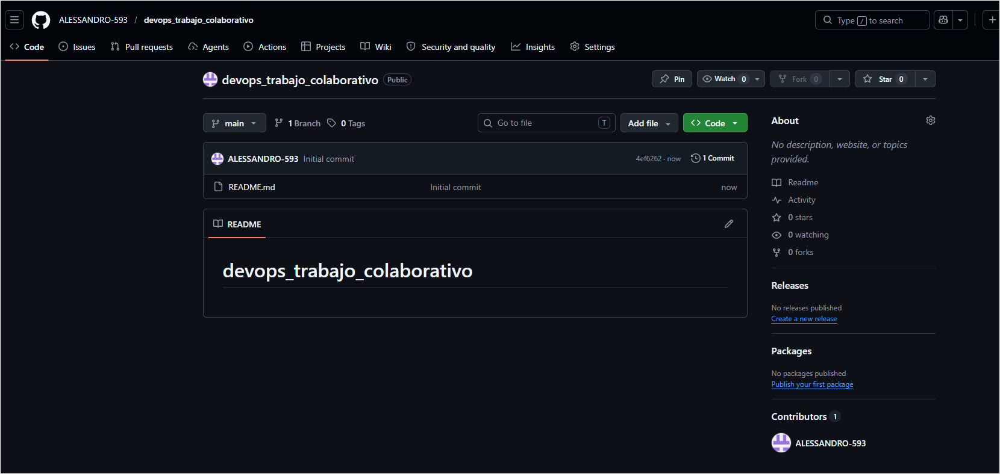 ALESSANDRO-593 / devops_trabajo_colaborativo
Type / to search
Code Issues Pull requests Agents Actions Projects Wiki Security and quality Insights Settings
devops_trabajo_colaborativo Public
Pin Watch 0 Fork 0 Star 0
main 1 Branch 0 Tags
Go to file T Add file Code
ALESSANDRO-593 Initial commit 4ef6262 · now 1 Commit
README.md Initial commit now
README
devops_trabajo_colaborativo
About
No description, website, or topics
provided.
Readme
Activity
0 stars
0 watching
0 forks
Releases
No releases published
Create a new release
Packages
No packages published
Publish your first package
Contributors 1
ALESSANDRO-593